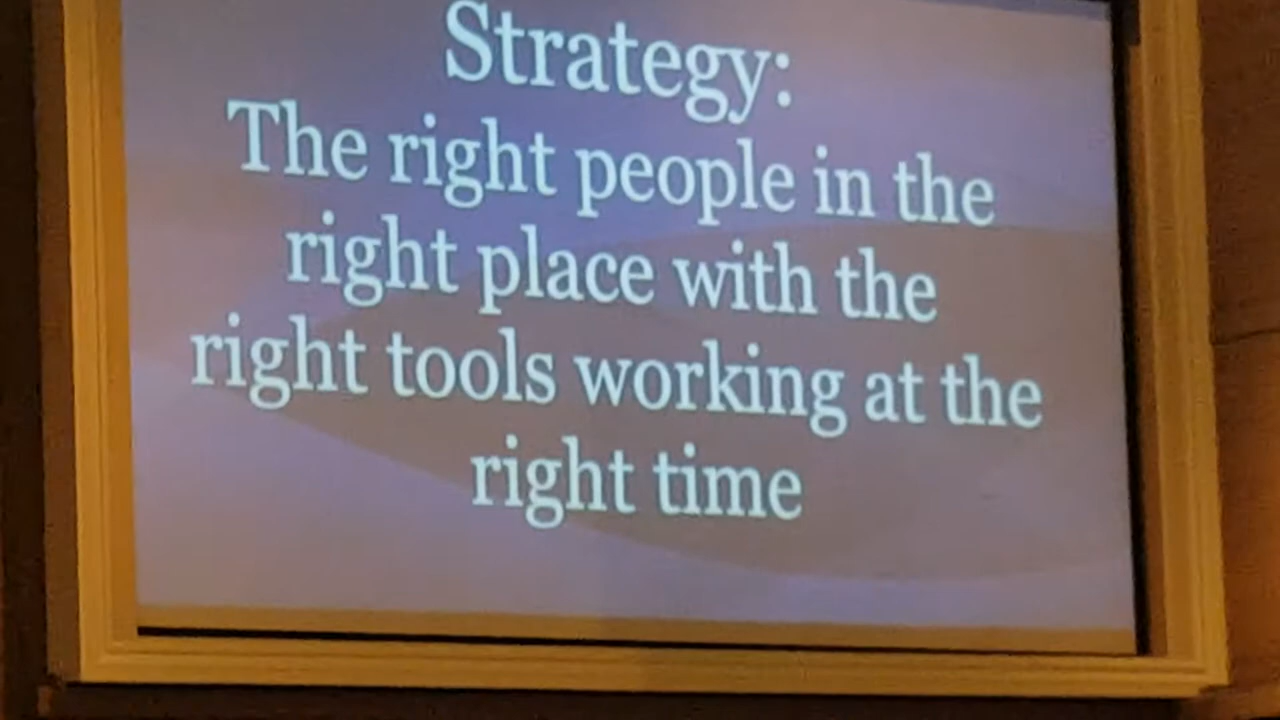 Strategy:
The right people in the
right place with the
right tools working at the
right time